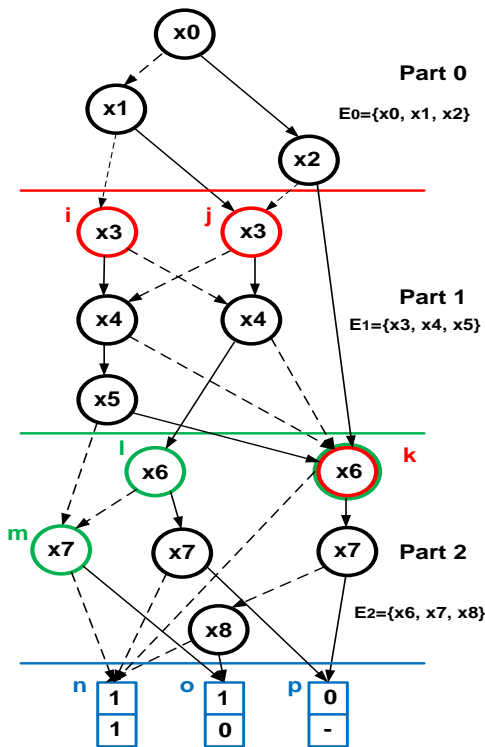 x0
Part 0
x1
E0={x0, x1, x2}
x2
i
j
x3
x3
Part 1
x4
x4
E1={x3, x4, x5}
x5
l
k
x6
x6
m
x7
x7
x7
Part 2
E2={x6, x7, x8}
x8
n
o
p
1
1
0
1
0
-